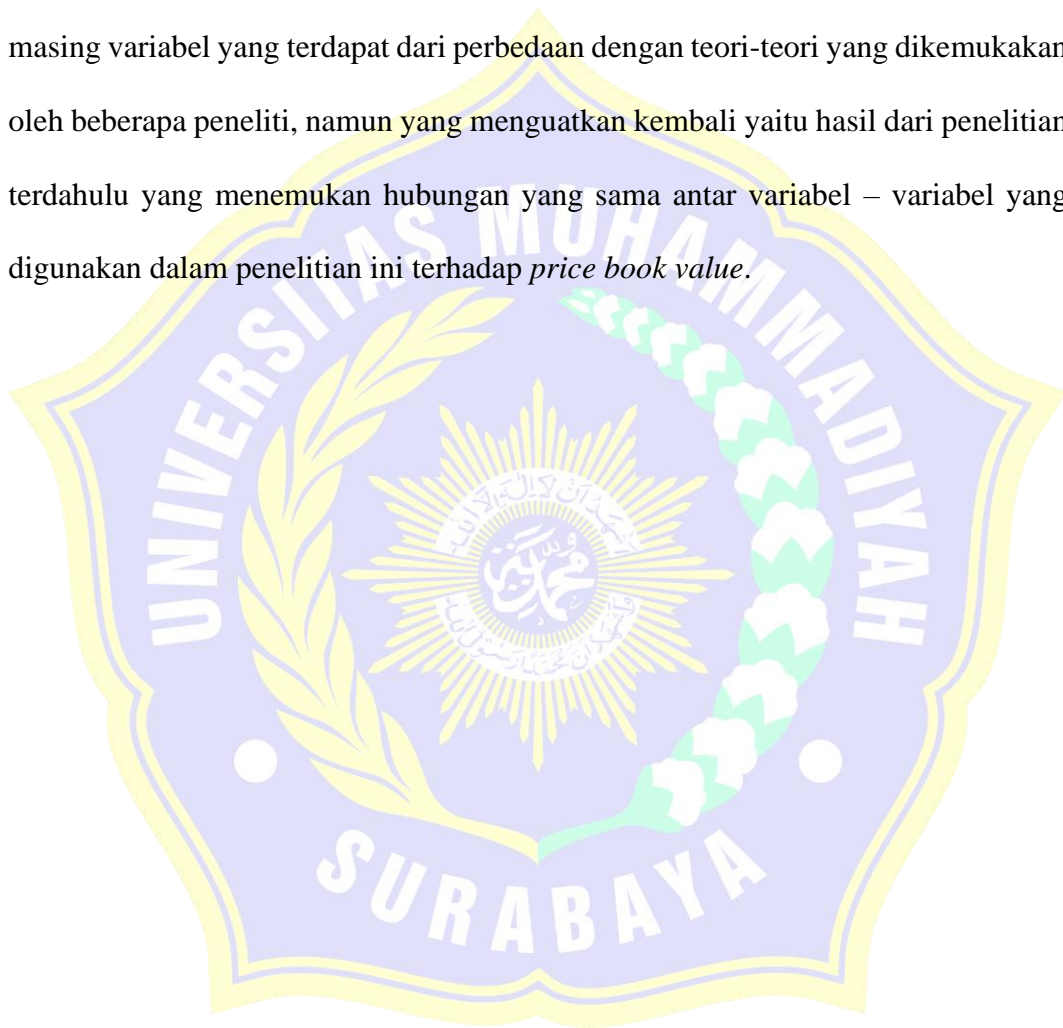 masing variabel yang terdapat dari perbedaan dengan teori-teori yang dikemukakan
oleh beberapa peneliti, namun yang menguatkan kembali yaitu hasil dari penelitian
terdahulu yang menemukan hubungan yang sama antar variabel – variabel yang
digunakan dalam penelitian ini terhadap price book value.
UNIVERSITAS MUHAMMADIYAH
محمد
SURABAYA